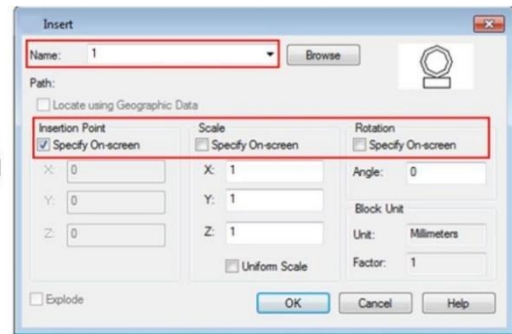 Insert
Name: 1 Browse
Path:
Locate using Geographic Data
Insertion Point Scale Rotation
Specify On-screen Specify On-screen Specify On-screen
X: 0 X: 1 Angle: 0
Y: 0 Y: 1 Block Unit
Z: 0 Z: 1 Unit: Millimeters
Uniform Scale Factor: 1
Explode OK Cancel Help